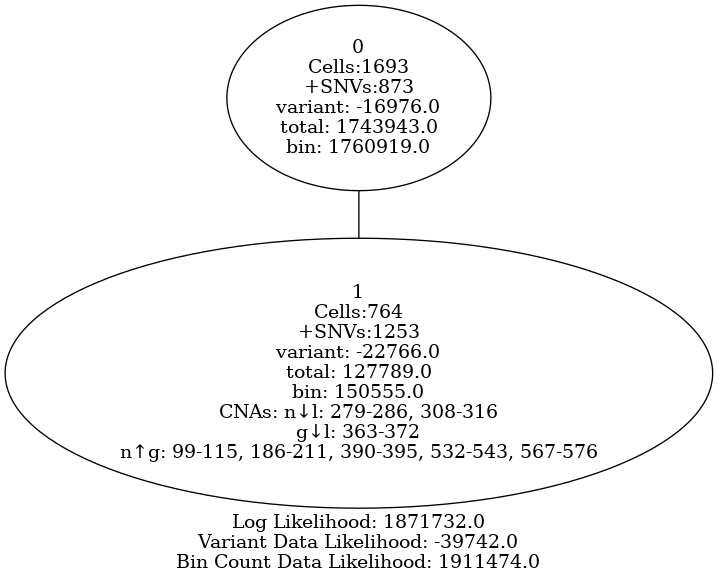 0
Cells:1693
+SNVs:873
variant: -16976.0
total: 1743943.0
bin: 1760919.0
1
Cells:764
+SNVs:1253
variant: -22766.0
total: 127789.0
bin: 150555.0
CNAs: n↓l: 279-286, 308-316
g↓l: 363-372
n↑g: 99-115, 186-211, 390-395, 532-543, 567-576
Log Likelihood: 1871732.0
Variant Data Likelihood: -39742.0
Bin Count Data Likelihood: 1911474.0